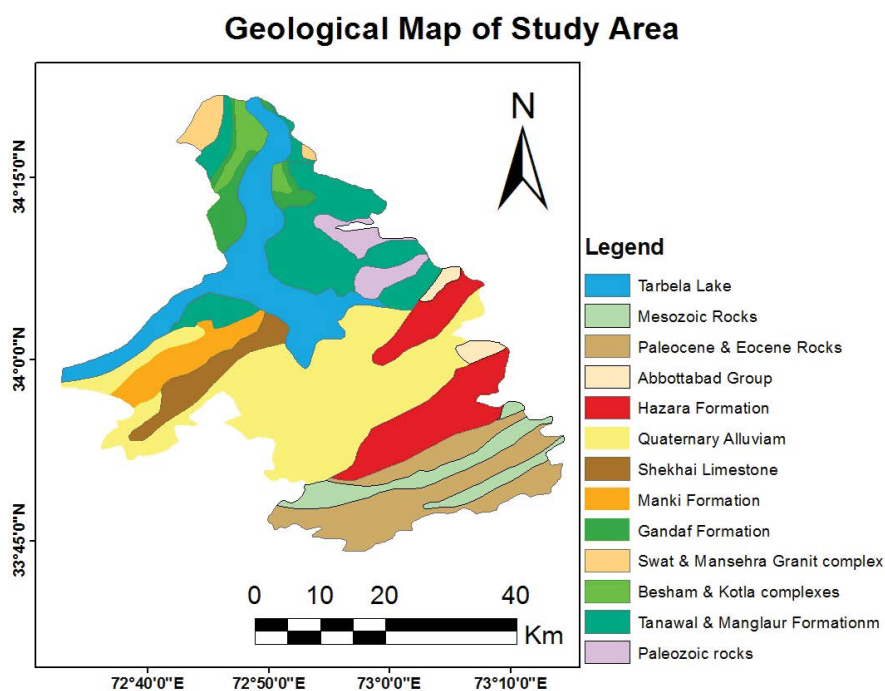 Geological Map of Study Area
N
34°15'0"N
34°0'0"N
33°45'0"N
0 10 20 40
Km
72°40'0"E 72°50'0"E 73°0'0"E 73°10'0"E
Legend
Tarbela Lake
Mesozoic Rocks
Paleocene & Eocene Rocks
Abbottabad Group
Hazara Formation
Quaternary Alluviam
Shekhai Limestone
Manki Formation
Gandaf Formation
Swat & Mansehra Granit complex
Besham & Kotla complexes
Tanawal & Manglaur Formationm
Paleozoic rocks